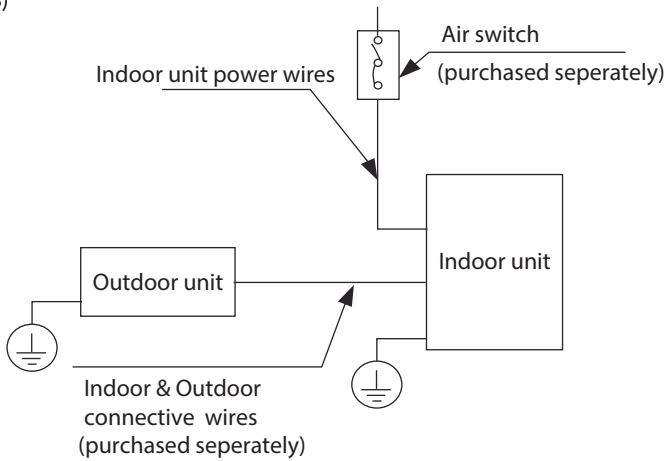 )
Air switch
(purchased seperately)
Indoor unit power wires
Outdoor unit
Indoor unit
Indoor & Outdoor
connective wires
(purchased seperately)